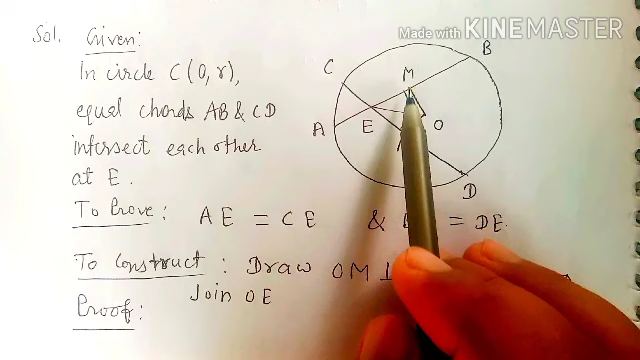 Made with KINEMASTER
Sol. Given:
In circle C(O, r),
equal chords AB & CD
intersect each other
at E.
C
M
B
A
E
O
D
To Prove: AE = CE & = DE.
To Construct: Draw OM ⊥
Join OE
Proof: